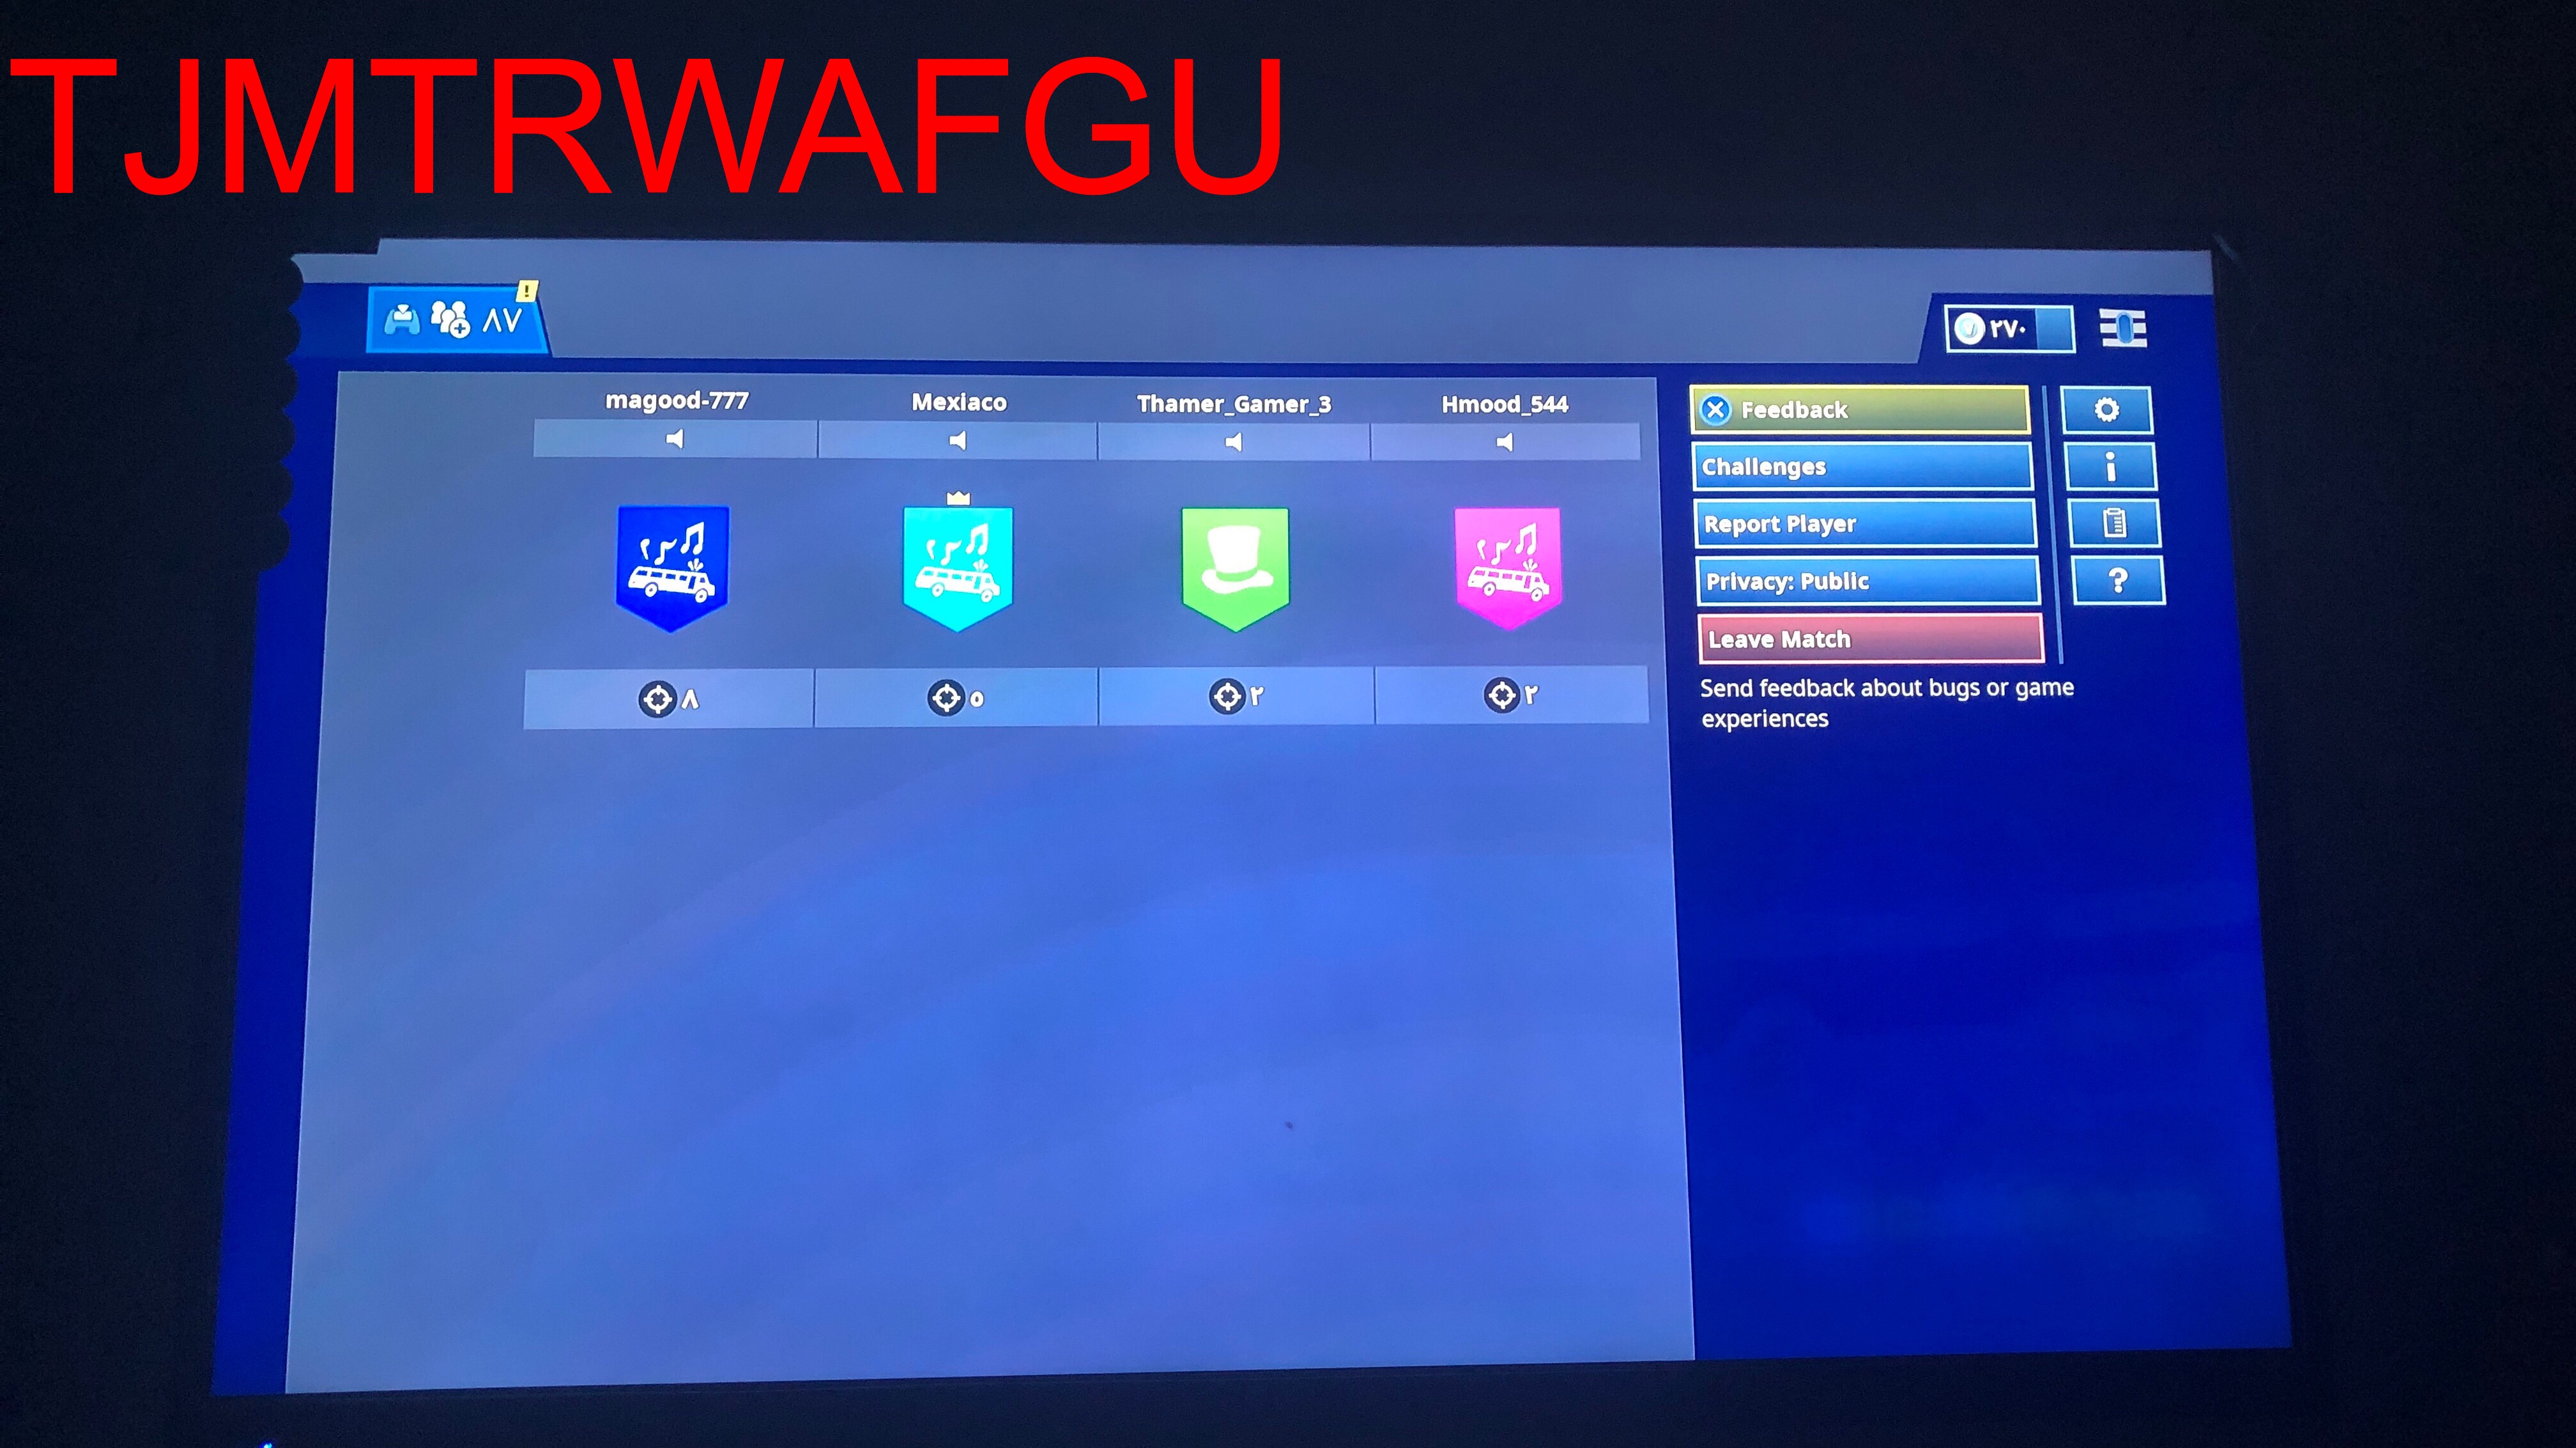 TJMTRWAFGU
! ٨٧
٢٧٠
magood-777 Mexiaco Thamer_Gamer_3 Hmood_544
Feedback
Challenges
i
Report Player
Privacy: Public
?
Leave Match
٨ ٥ ٢ ٢
Send feedback about bugs or game
experiences